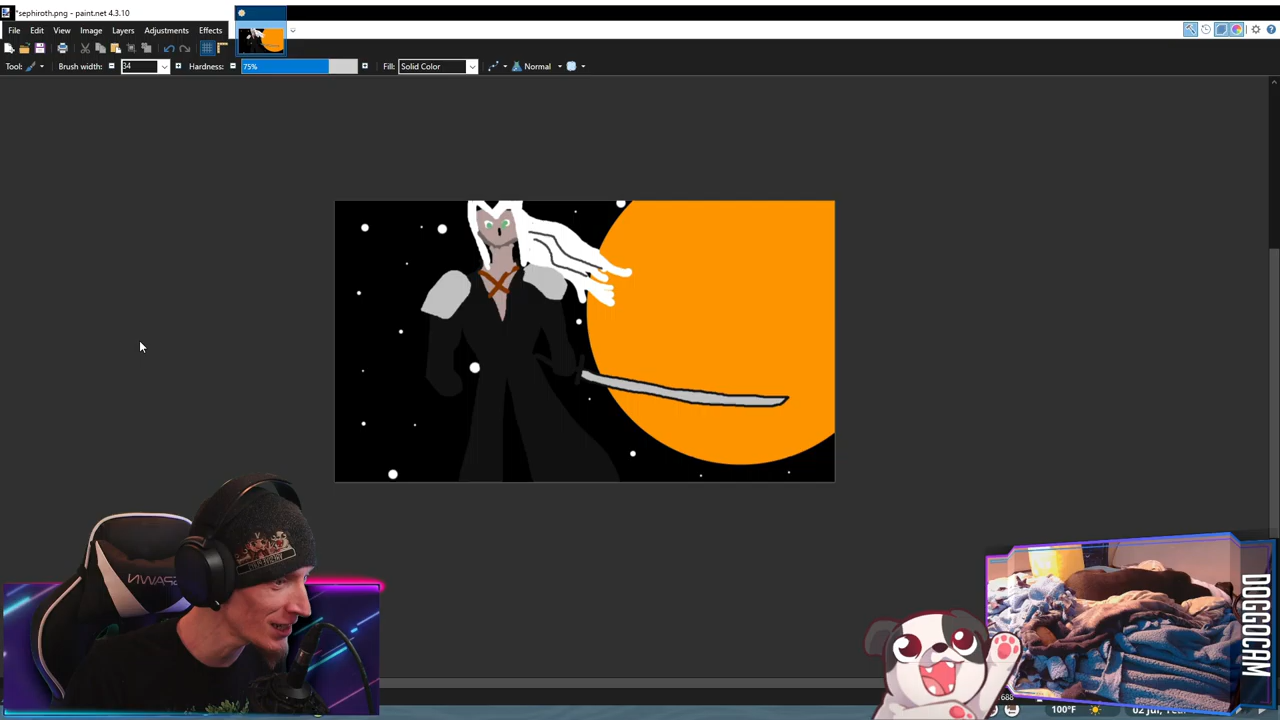 *sephiroth.png - paint.net 4.3.10
File Edit View Image Layers Adjustments Effects
Tool: Brush width: 34 Hardness: 75% Fill: Solid Color Normal
DOGGOCAM
100°F